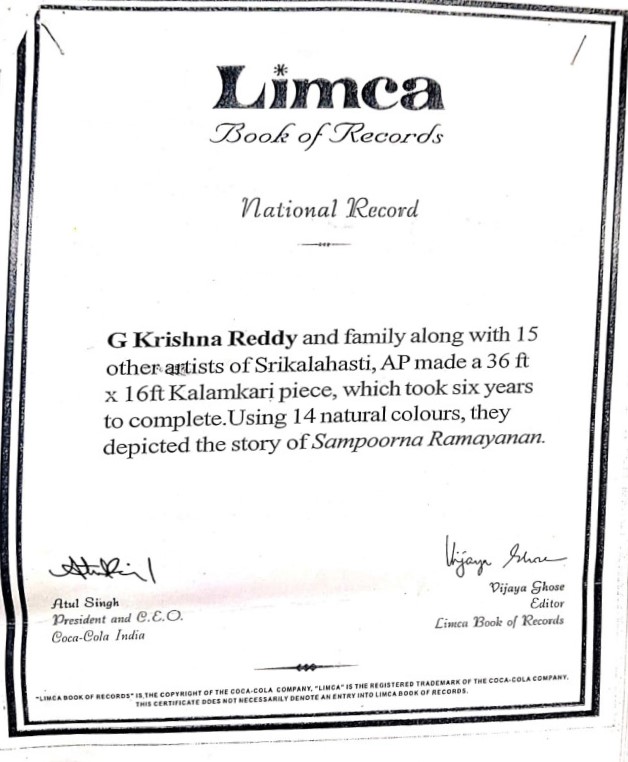 Limca
Book of Records
National Record
G Krishna Reddy and family along with 15
other artists of Srikalahasti, AP made a 36 ft
x 16ft Kalamkari piece, which took six years
to complete.Using 14 natural colours, they
depicted the story of Sampoorna Ramayanan.
Vijaya Ghose
Atul Singh
President and C.E.O.
Coca-Cola India
Vijaya Ghose
Editor
Limca Book of Records
"LIMCA BOOK OF RECORDS" IS THE COPYRIGHT OF THE COCA-COLA COMPANY, "LIMCA" IS THE REGISTERED TRADEMARK OF THE COCA-COLA COMPANY.
THIS CERTIFICATE DOES NOT NECESSARILY DENOTE AN ENTRY INTO LIMCA BOOK OF RECORDS.